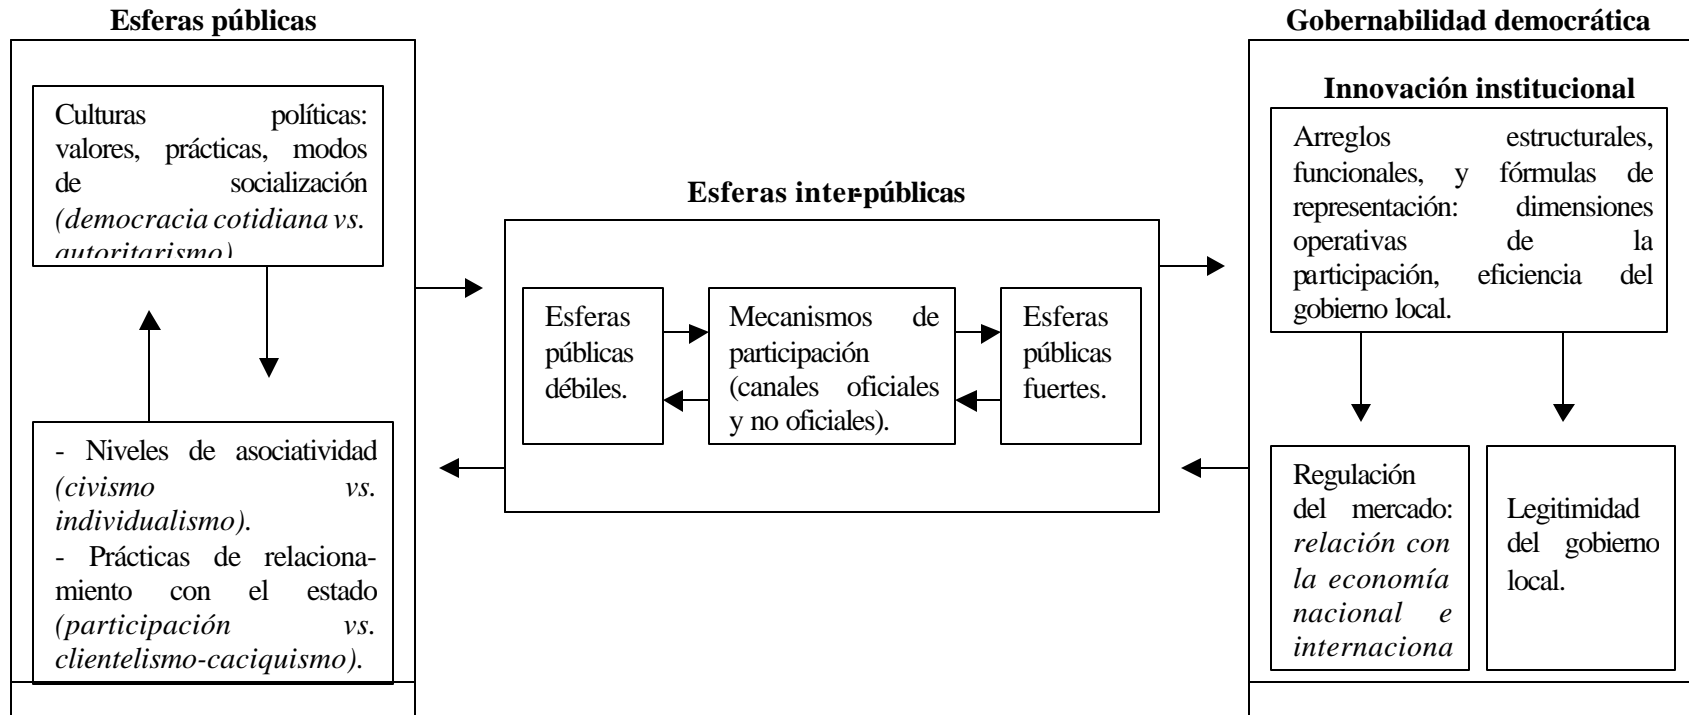 Esferas públicas
Culturas políticas:
valores, prácticas, modos
de socialización
(democracia cotidiana vs.
autoritarismo)
- Niveles de asociatividad
(civismo vs.
individualismo).
- Prácticas de relaciona-
miento con el estado
(participación vs.
clientelismo-caciquismo).
Esferas inter-públicas
Esferas
públicas
débiles.
Mecanismos de
participación
(canales oficiales
y no oficiales).
Esferas
públicas
fuertes.
Gobernabilidad democrática
Innovación institucional
Arreglos estructurales,
funcionales, y fórmulas de
representación: dimensiones
operativas de la
participación, eficiencia del
gobierno local.
Regulación
del mercado:
relación con
la economía
nacional e
internaciona
Legitimidad
del gobierno
local.